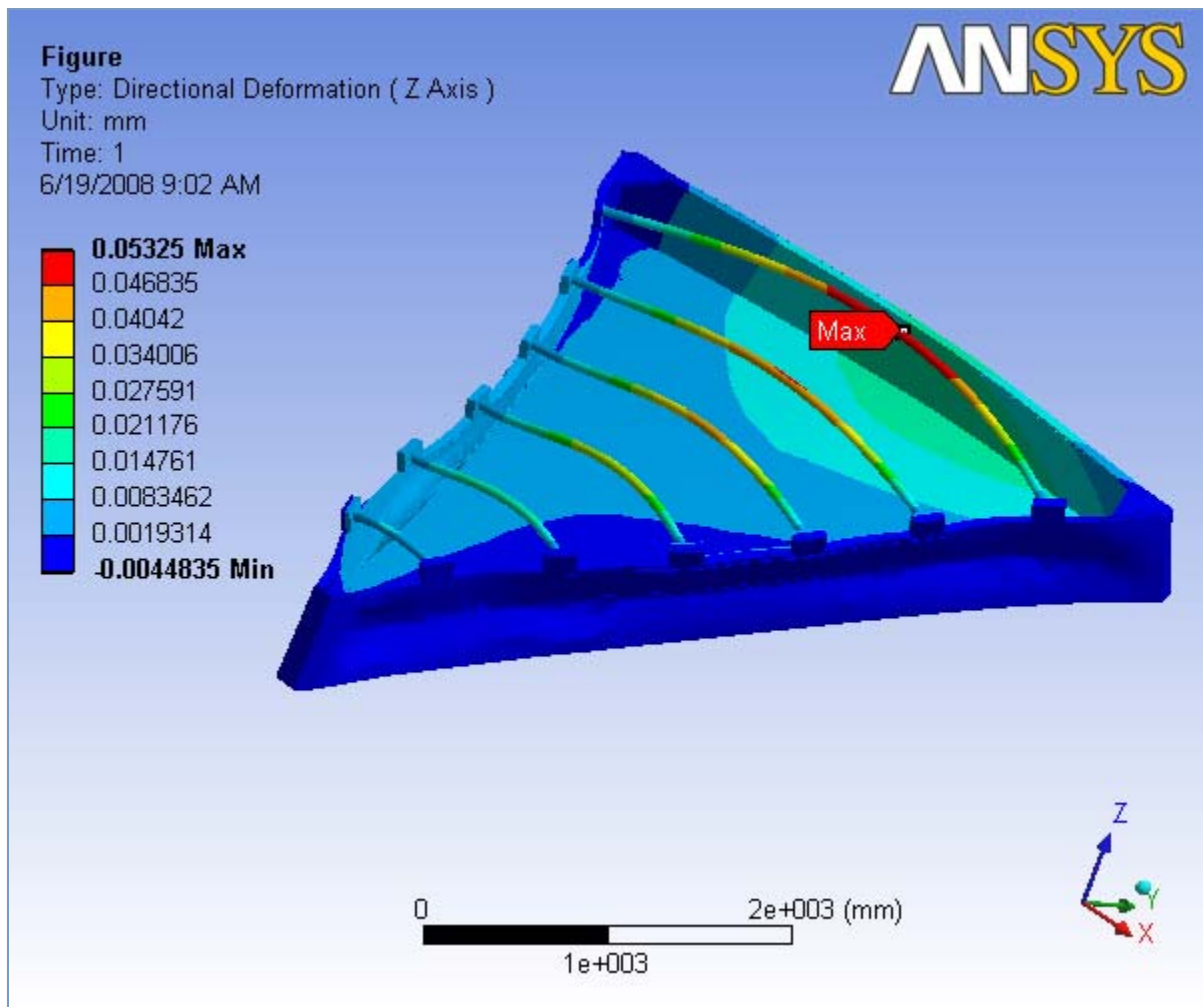 ANSYS
Figure
Type: Directional Deformation ( Z Axis )
Unit: mm
Time: 1
6/19/2008 9:02 AM
0.05325 Max
0.046835
0.04042
0.034006
0.027591
0.021176
0.014761
0.0083462
0.0019314
-0.0044835 Min
Max
Z
Y
X
0
2e+003 (mm)
1e+003